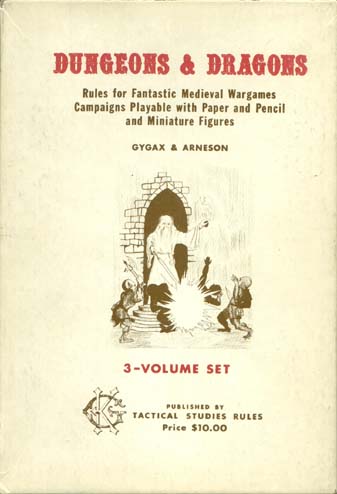 DUNGEONS & DRAGONS
Rules for Fantastic Medieval Wargames
Campaigns Playable with Paper and Pencil
and Miniature Figures
GYGAX & ARNESON
3-VOLUME SET
PUBLISHED BY
TACTICAL STUDIES RULES
Price $10.00